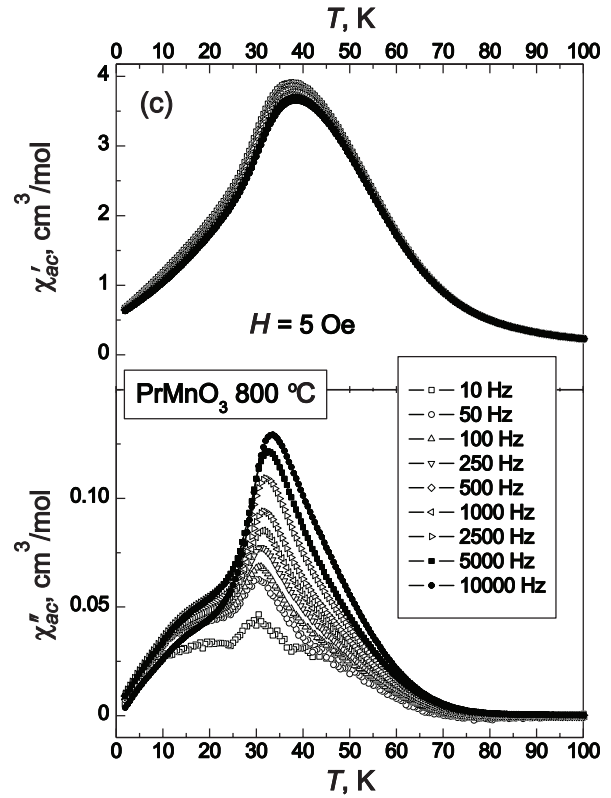 T, K
0 10 20 30 40 50 60 70 80 90 100
4
(c)
3
2
1
0
χ'ac, cm³/mol
H = 5 Oe
PrMnO₃ 800 ºC
10 Hz
50 Hz
100 Hz
250 Hz
500 Hz
1000 Hz
2500 Hz
5000 Hz
10000 Hz
0.10
0.05
0
χ''ac, cm³/mol
0 10 20 30 40 50 60 70 80 90 100
T, K